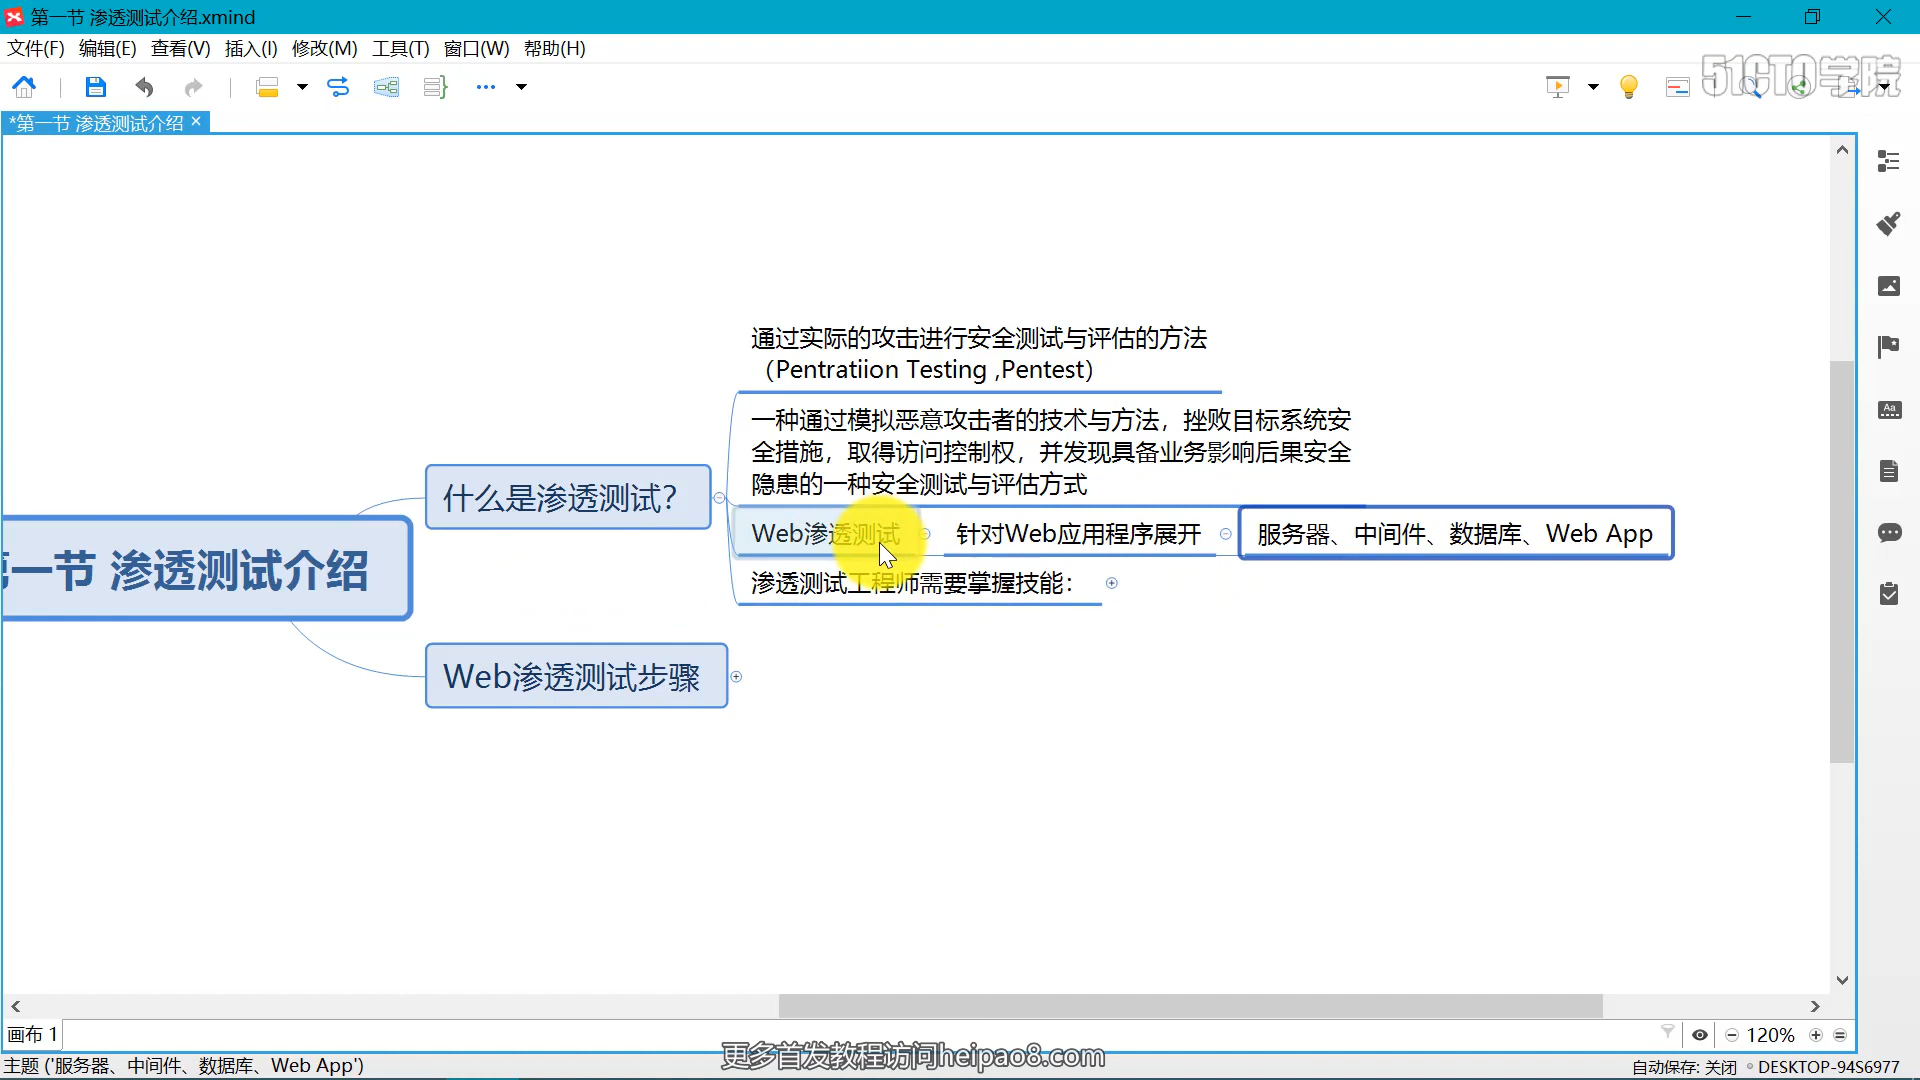 第一节 渗透测试介绍.xmind
文件(F) 编辑(E) 查看(V) 插入(I) 修改(M) 工具(T) 窗口(W) 帮助(H)
51CTO学院
*第一节 渗透测试介绍
通过实际的攻击进行安全测试与评估的方法
（Pentratiion Testing ,Pentest）
一种通过模拟恶意攻击者的技术与方法，挫败目标系统安
全措施，取得访问控制权，并发现具备业务影响后果安全
隐患的一种安全测试与评估方式
什么是渗透测试？
Web渗透测试 针对Web应用程序展开 服务器、中间件、数据库、Web App
一节 渗透测试介绍
渗透测试工程师需要掌握技能：
Web渗透测试步骤
画布 1
120%
更多首发教程访问heipao8.com
主题 ('服务器、中间件、数据库、Web App')
自动保存: 关闭 DESKTOP-94S6977